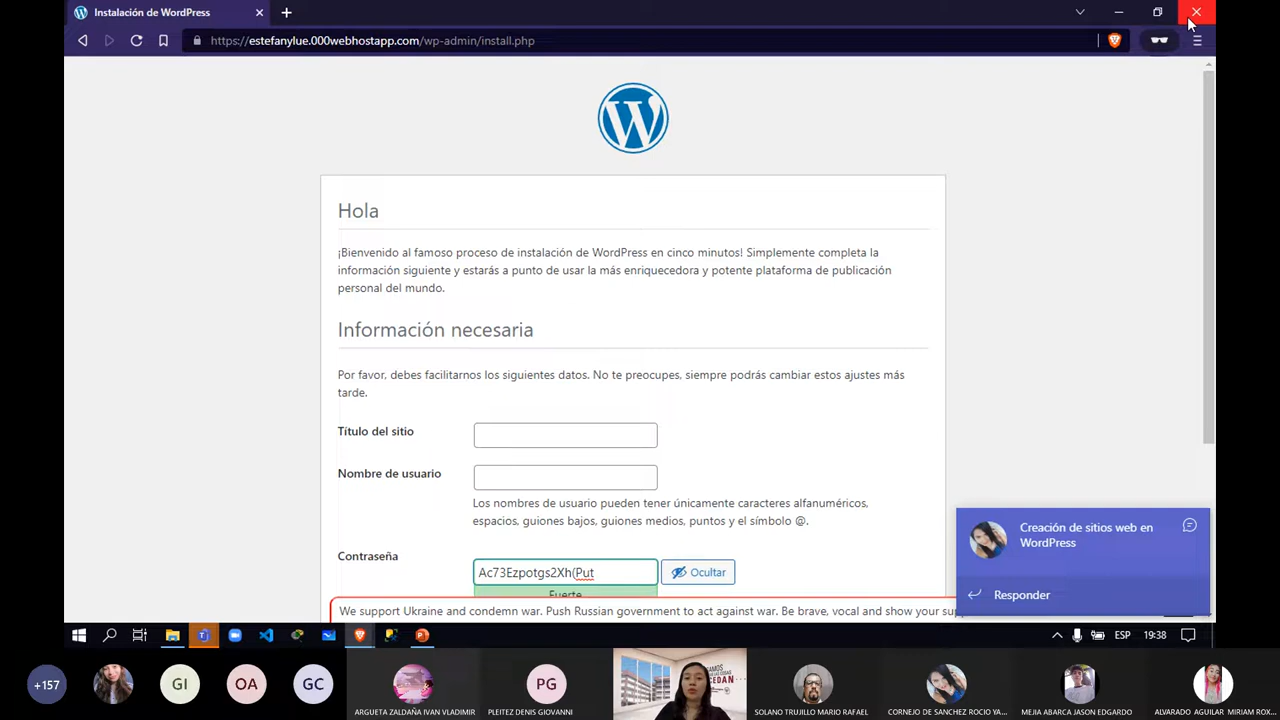 Instalación de WordPress
https://estefanylue.000webhostapp.com/wp-admin/install.php
Hola
¡Bienvenido al famoso proceso de instalación de WordPress en cinco minutos! Simplemente completa la
información siguiente y estarás a punto de usar la más enriquecedora y potente plataforma de publicación
personal del mundo.
Información necesaria
Por favor, debes facilitarnos los siguientes datos. No te preocupes, siempre podrás cambiar estos ajustes más
tarde.
Título del sitio
Nombre de usuario
Los nombres de usuario pueden tener únicamente caracteres alfanuméricos,
espacios, guiones bajos, guiones medios, puntos y el símbolo @.
Contraseña
Ac73Ezpotgs2Xh(Put
Ocultar
Fuerte
Creación de sitios web en
WordPress
Responder
We support Ukraine and condemn war. Push Russian government to act against war. Be brave, vocal and show your
ESP
19:38
+157
GI
OA
GC
PG
ARGUETA ZALDAÑA IVAN VLADIMIR
PLEITEZ DENIS GIOVANNI
SOLANO TRUJILLO MARIO RAFAEL
CORNEJO DE SANCHEZ ROCIO YA...
MEJIA ABARCA JASON EDGARDO
ALVARADO AGUILAR MIRIAM ROX...